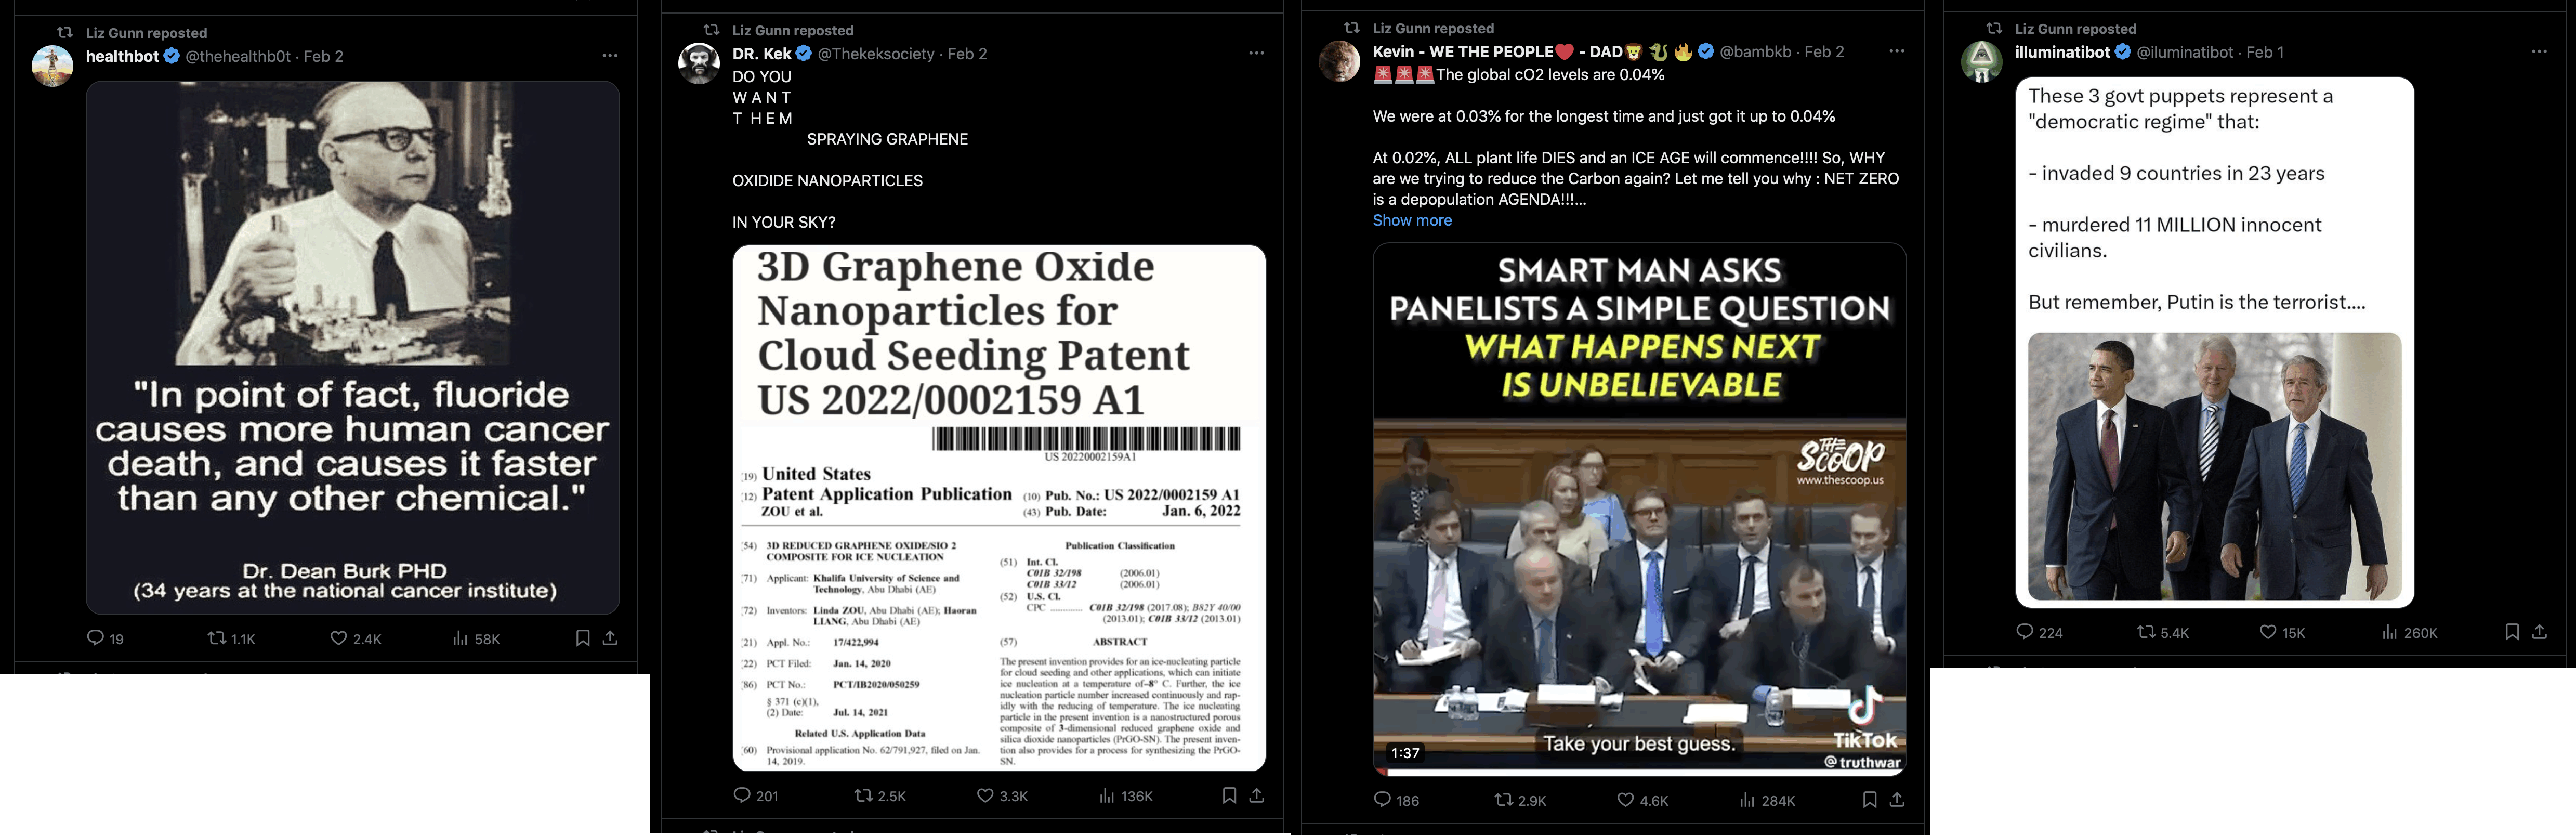 Liz Gunn reposted
healthbot @thehealthb0t · Feb 2
"In point of fact, fluoride
causes more human cancer
death, and causes it faster
than any other chemical."
Dr. Dean Burk PHD
(34 years at the national cancer institute)
19 1.1K 2.4K 58K
Liz Gunn reposted
DR. Kek @Thekeksociety · Feb 2
DO YOU
W A N T
T H E M
SPRAYING GRAPHENE
OXIDIDE NANOPARTICLES
IN YOUR SKY?
3D Graphene Oxide
Nanoparticles for
Cloud Seeding Patent
US 2022/0002159 A1
US 20220002159A1
(19) United States
(12) Patent Application Publication
ZOU et al.
(10) Pub. No.: US 2022/0002159 A1
(43) Pub. Date: Jan. 6, 2022
(54) 3D REDUCED GRAPHENE OXIDE/SIO 2
COMPOSITE FOR ICE NUCLEATION
(71) Applicant: Khalifa University of Science and
Technology, Abu Dhabi (AE)
(72) Inventors: Linda ZOU, Abu Dhabi (AE); Haoran
LIANG, Abu Dhabi (AE)
(21) Appl. No.: 17/422,994
(22) PCT Filed: Jan. 14, 2020
(86) PCT No.: PCT/IB2020/050259
§ 371 (c)(1),
(2) Date: Jul. 14, 2021
Related U.S. Application Data
(60) Provisional application No. 62/791,927, filed on Jan.
14, 2019.
Publication Classification
(51) Int. Cl.
C01B 32/198 (2006.01)
C01B 33/12 (2006.01)
(52) U.S. Cl.
CPC .......... C01B 32/198 (2017.08); B82Y 40/00
(2013.01); C01B 33/12 (2013.01)
(57) ABSTRACT
The present invention provides for an ice-nucleating particle
for cloud seeding and other applications, which can initiate
ice nucleation at a temperature of -8° C. Further, the ice
nucleation particle number increased continuously and rap-
idly with the reducing of temperature. The ice nucleating
particle in the present invention is a nanostructured porous
composite of 3-dimensional reduced graphene oxide and
silica dioxide nanoparticles (PrGO-SN). The present inven-
tion also provides for a process for synthesizing the PrGO-
SN.
201 2.5K 3.3K 136K
Liz Gunn reposted
Kevin - WE THE PEOPLE❤️ - DAD🦁 🐉 🔥 @bambkb · Feb 2
🚨🚨🚨The global cO2 levels are 0.04%
We were at 0.03% for the longest time and just got it up to 0.04%
At 0.02%, ALL plant life DIES and an ICE AGE will commence!!!! So, WHY
are we trying to reduce the Carbon again? Let me tell you why : NET ZERO
is a depopulation AGENDA!!!...
Show more
SMART MAN ASKS
PANELISTS A SIMPLE QUESTION
WHAT HAPPENS NEXT
IS UNBELIEVABLE
THE SCOOP
www.thescoop.us
Take your best guess.
1:37
TikTok
@truthwar
186 2.9K 4.6K 284K
Liz Gunn reposted
illuminatibot @iluminatibot · Feb 1
These 3 govt puppets represent a
"democratic regime" that:
- invaded 9 countries in 23 years
- murdered 11 MILLION innocent
civilians.
But remember, Putin is the terrorist....
224 5.4K 15K 260K